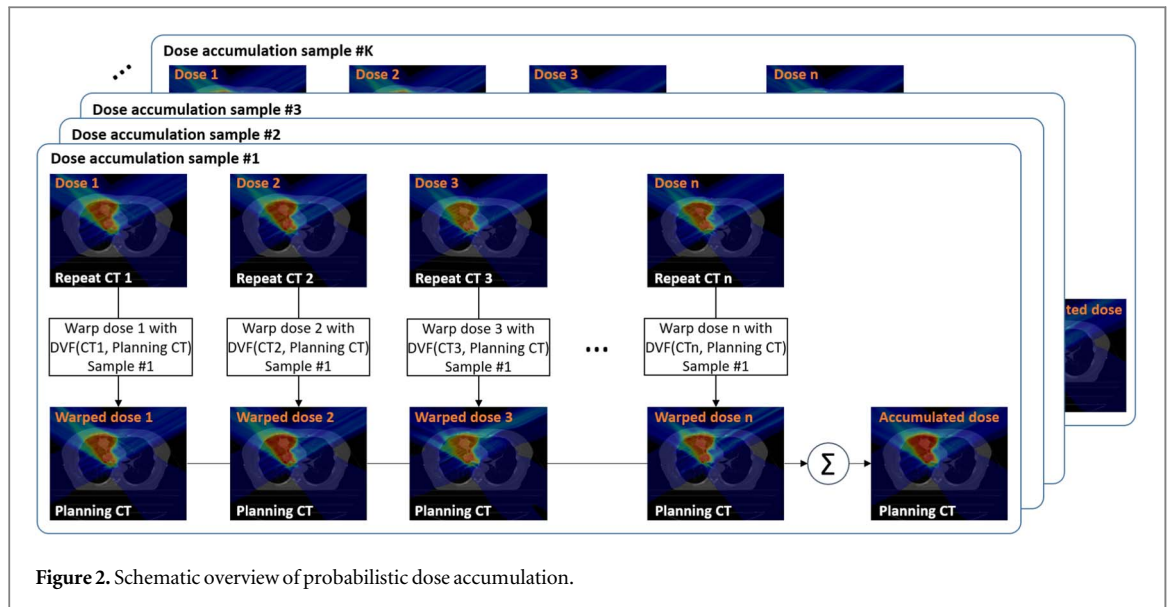 Dose accumulation sample #K
...
Dose 1 Dose 2 Dose 3 Dose n
Dose accumulation sample #3
Dose accumulation sample #2
Dose accumulation sample #1
Dose 1 Dose 2 Dose 3 Dose n
Repeat CT 1 Repeat CT 2 Repeat CT 3 Repeat CT n
ted dose
Warp dose 1 with
DVF(CT1, Planning CT)
Sample #1
Warp dose 2 with
DVF(CT2, Planning CT)
Sample #1
Warp dose 3 with
DVF(CT3, Planning CT)
Sample #1
...
Warp dose n with
DVF(CTn, Planning CT)
Sample #1
Warped dose 1 Warped dose 2 Warped dose 3 Warped dose n Accumulated dose
Σ
Planning CT Planning CT Planning CT Planning CT Planning CT
Figure 2. Schematic overview of probabilistic dose accumulation.